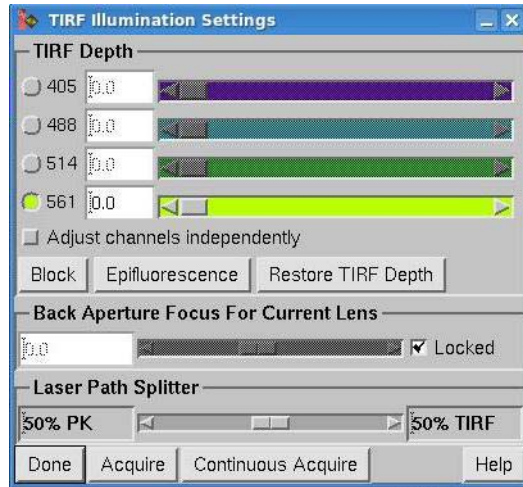 TIRF Illumination Settings
TIRF Depth
405 0.0
488 0.0
514 0.0
561 0.0
Adjust channels independently
Block Epifluorescence Restore TIRF Depth
Back Aperture Focus For Current Lens
0.0 Locked
Laser Path Splitter
50% PK 50% TIRF
Done Acquire Continuous Acquire Help